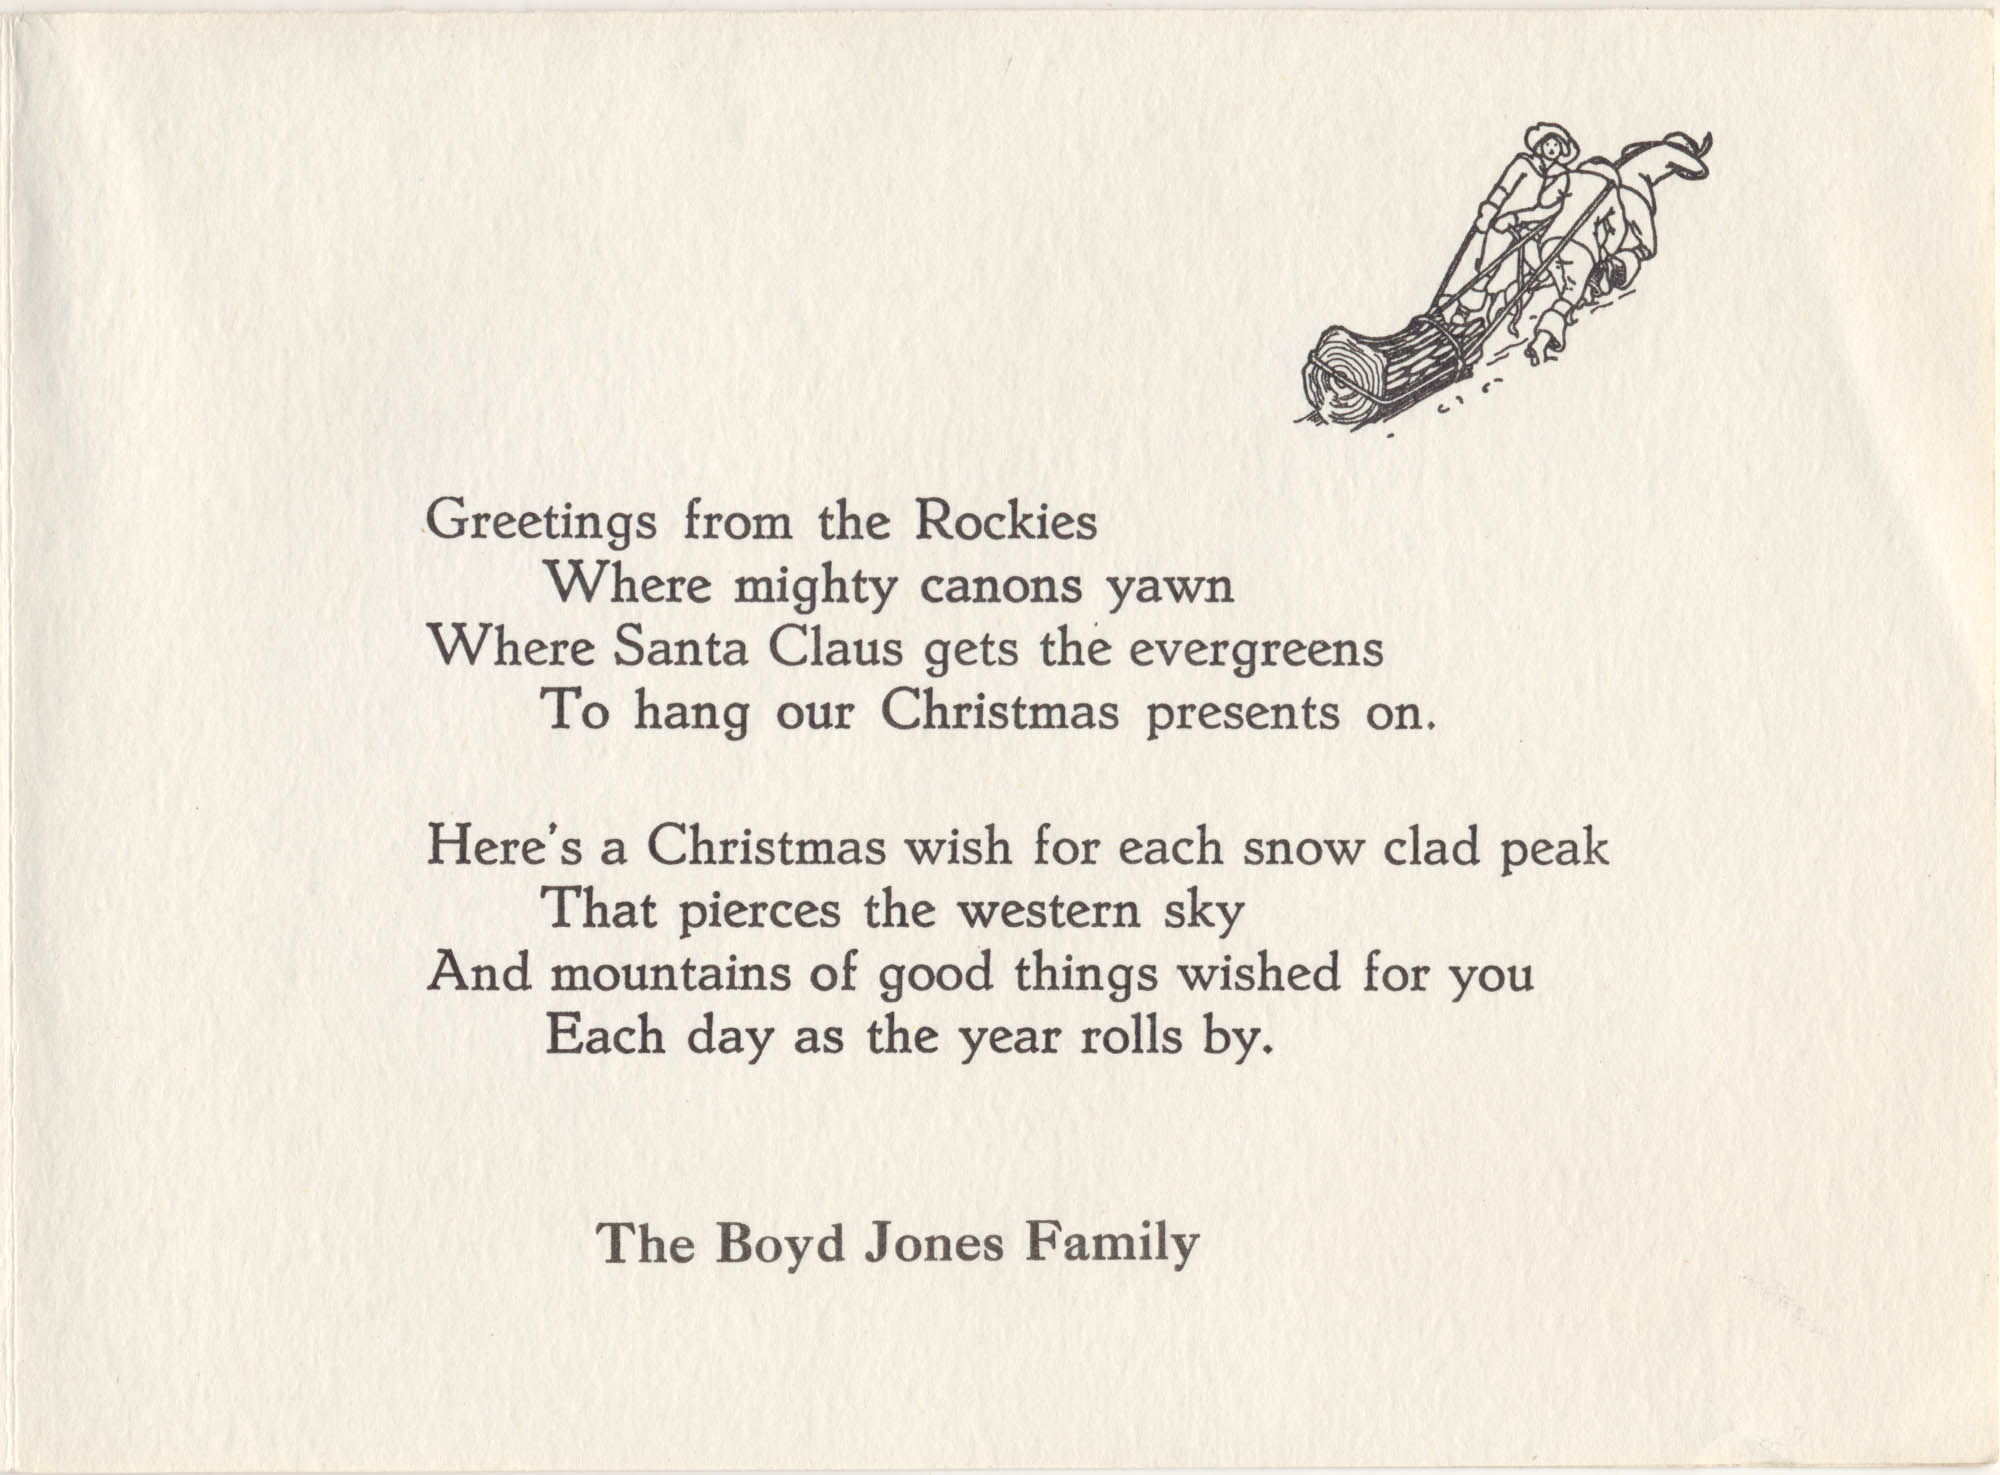 Greetings from the Rockies
Where mighty canons yawn
Where Santa Claus gets the evergreens
To hang our Christmas presents on.
Here's a Christmas wish for each snow clad peak
That pierces the western sky
And mountains of good things wished for you
Each day as the year rolls by.
The Boyd Jones Family